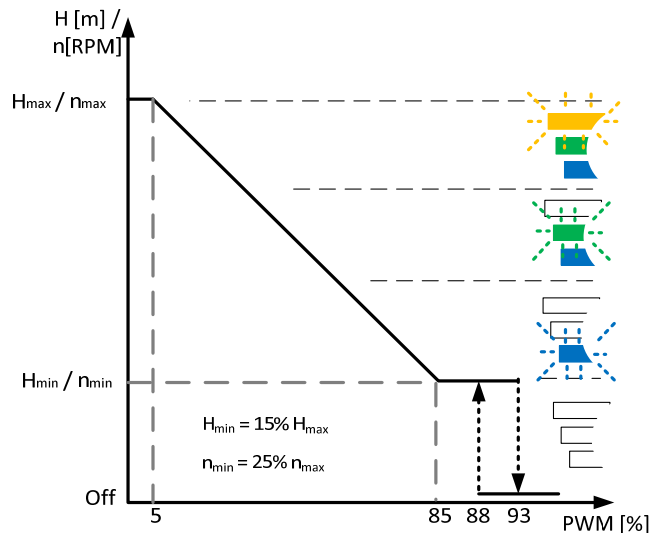 H [m] /
n[RPM]
Hmax / nmax
Hmin / nmin
Hmin = 15% Hmax
nmin = 25% nmax
Off
5
85
88
93
PWM [%]